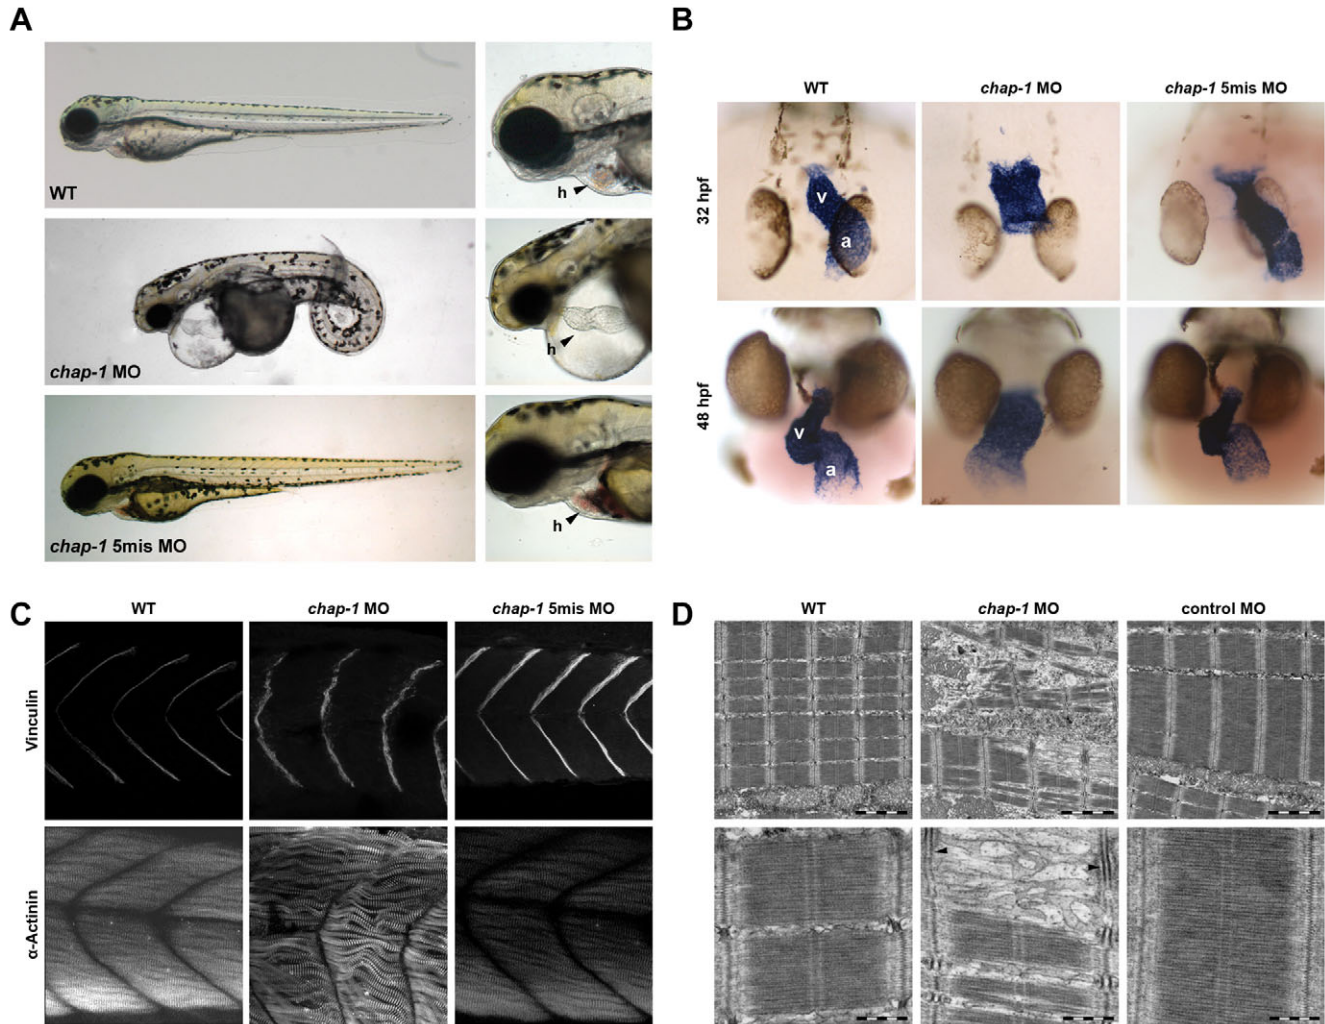 A
WT
h
chap-1 MO
h
chap-1 5mis MO
h
B
WT
chap-1 MO
chap-1 5mis MO
32 hpf
v
a
48 hpf
v
a
C
WT
chap-1 MO
chap-1 5mis MO
Vinculin
α-Actinin
D
WT
chap-1 MO
control MO